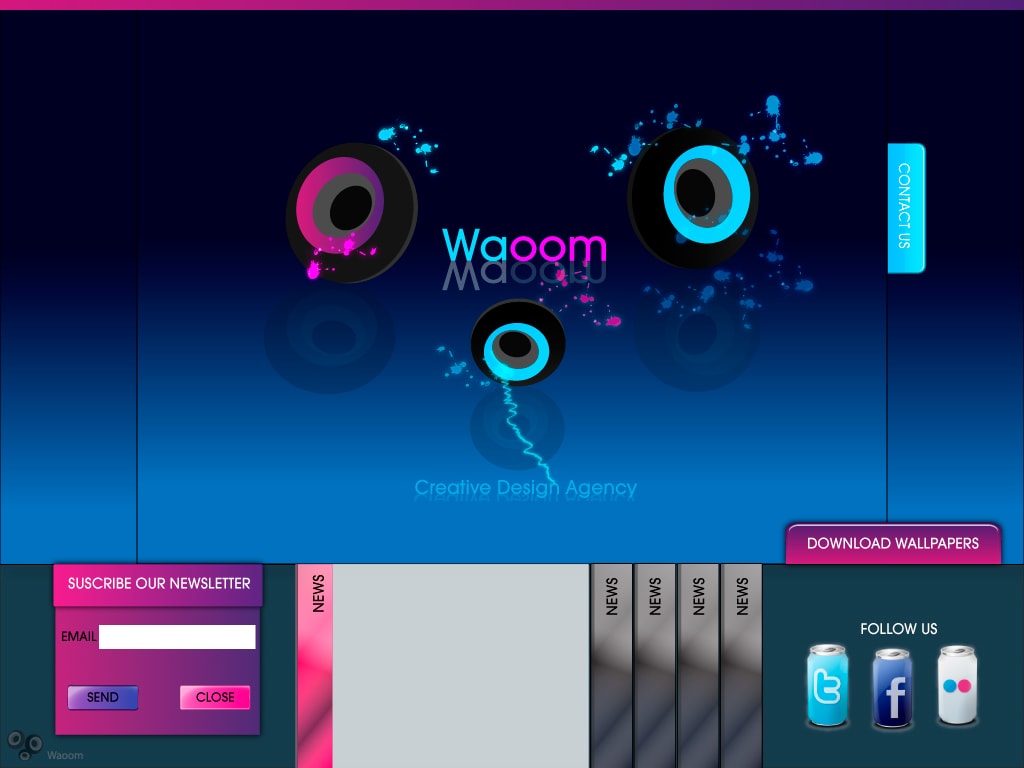 CONTACT US
Waoom
Creative Design Agency
DOWNLOAD WALLPAPERS
SUSCRIBE OUR NEWSLETTER
EMAIL
SEND
CLOSE
NEWS
NEWS
NEWS
NEWS
NEWS
FOLLOW US
t
f
Waoom